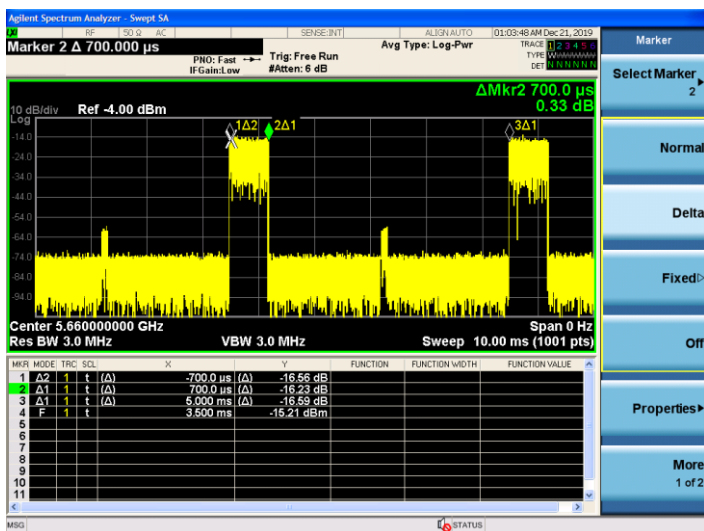 Agilent Spectrum Analyzer - Swept SA
LXI RF 50 Ω AC SENSE:INT ALIGN AUTO 01:03:48 AM Dec 21, 2019
Marker 2 Δ 700.000 μs
PNO: Fast
IFGain:Low
Trig: Free Run
#Atten: 6 dB
Avg Type: Log-Pwr
TRACE 1 2 3 4 5 6
TYPE
DET N N N N N N
ΔMkr2 700.0 μs
0.33 dB
10 dB/div Ref -4.00 dBm
Log
1Δ2 2Δ1 3Δ1
-14.0
-24.0
-34.0
-44.0
-54.0
-64.0
-74.0
-84.0
-94.0
Center 5.660000000 GHz Span 0 Hz
Res BW 3.0 MHz VBW 3.0 MHz Sweep 10.00 ms (1001 pts)
MKR MODE TRC SCL X Y FUNCTION FUNCTION WIDTH FUNCTION VALUE
1 Δ2 1 t (Δ) -700.0 μs (Δ) -16.56 dB
2 Δ1 1 t (Δ) 700.0 μs (Δ) -16.23 dB
3 Δ1 1 t (Δ) 5.000 ms (Δ) -16.59 dB
4 F 1 t 3.500 ms -15.21 dBm
5
6
7
8
9
10
11
MSG STATUS
Marker
Select Marker
2
Normal
Delta
Fixed
Off
Properties
More
1 of 2